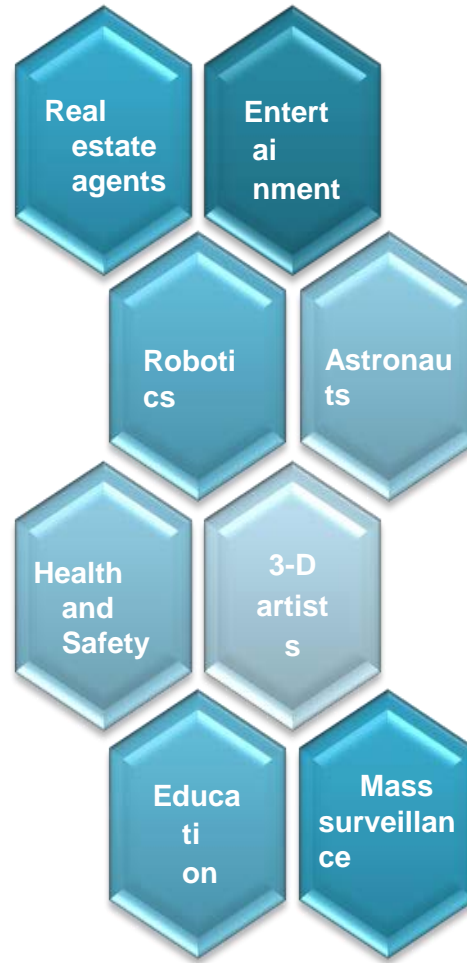 Real
estate
agents
Entert
ai
nment
Roboti
cs
Astronau
ts
Health
and
Safety
3-D
artist
s
Educa
ti
on
Mass
surveillan
ce